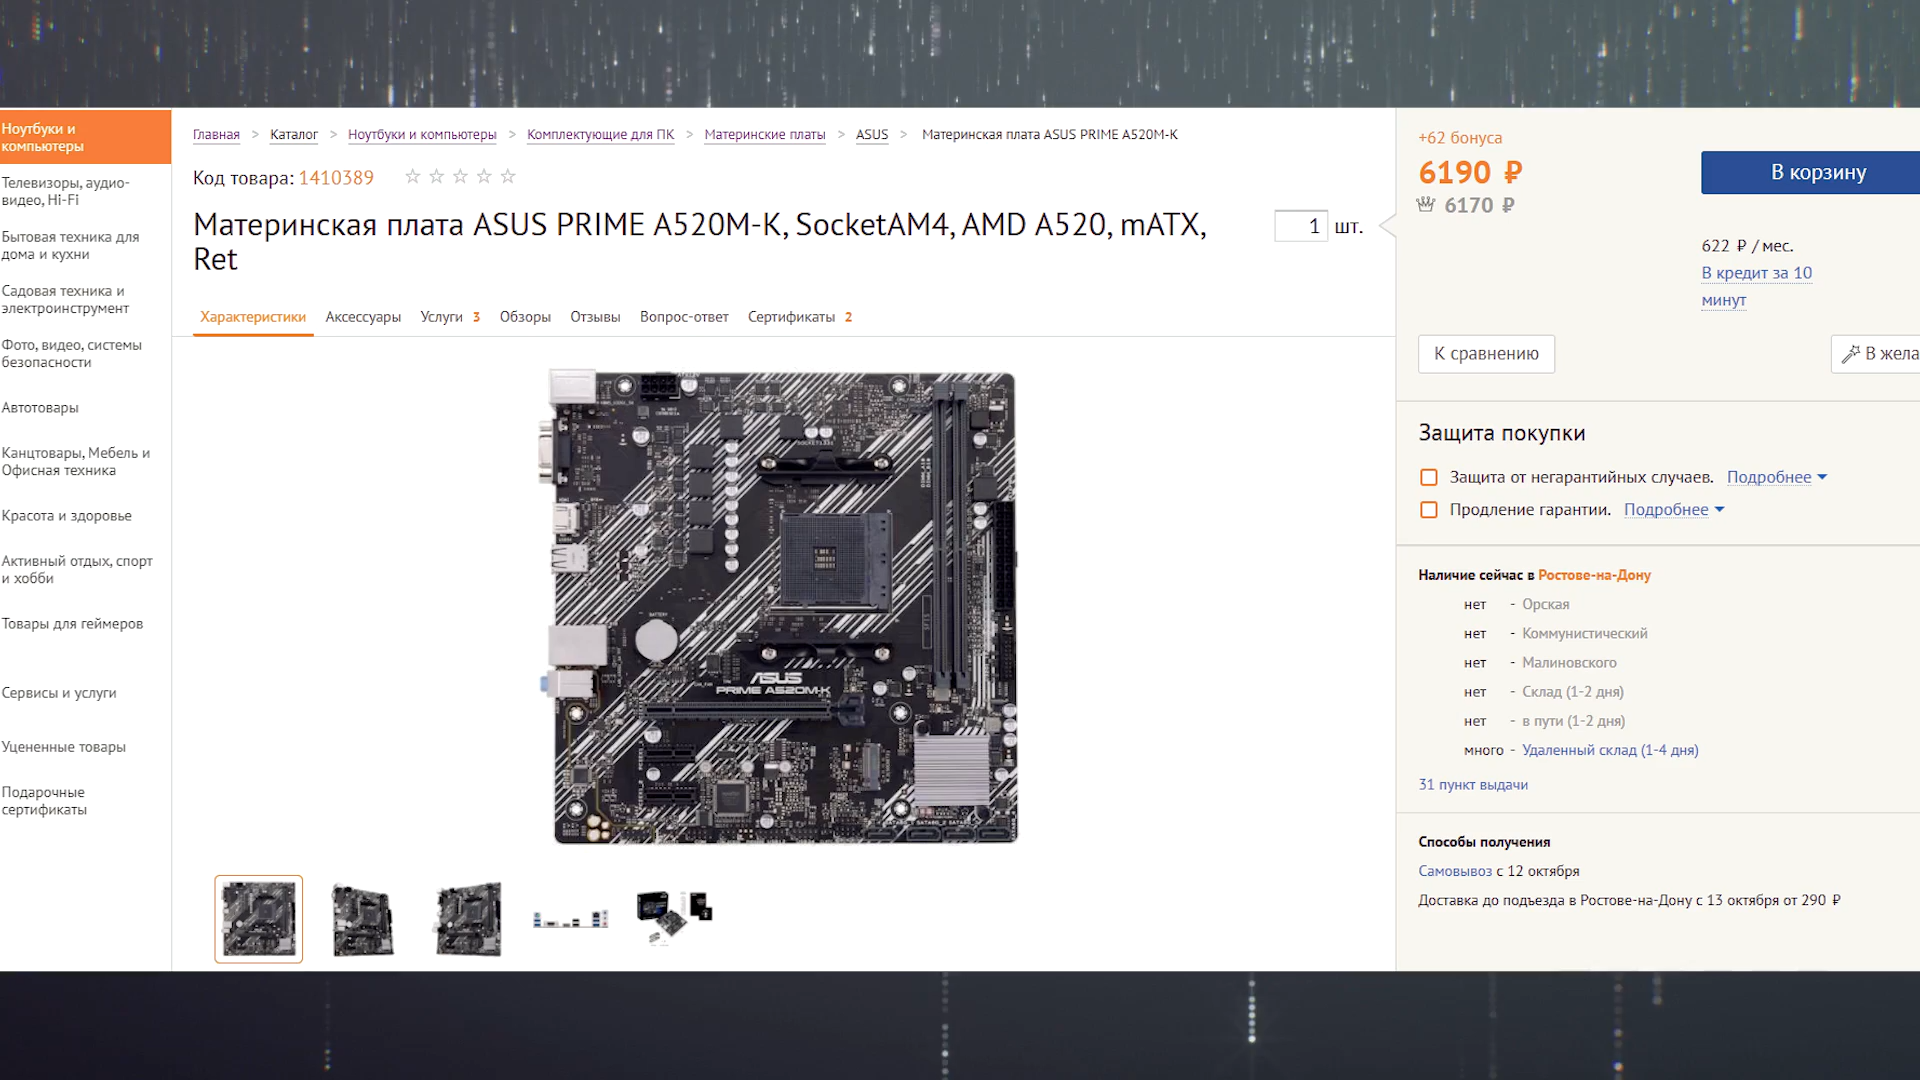 Ноутбуки и
компьютеры
Телевизоры, аудио-
видео, Hi-Fi
Бытовая техника для
дома и кухни
Садовая техника и
электроинструмент
Фото, видео, системы
безопасности
Автотовары
Канцтовары, Мебель и
Офисная техника
Красота и здоровье
Активный отдых, спорт
и хобби
Товары для геймеров
Сервисы и услуги
Уцененные товары
Подарочные
сертификаты
Главная > Каталог > Ноутбуки и компьютеры > Комплектующие для ПК > Материнские платы > ASUS > Материнская плата ASUS PRIME A520M-K
Код товара: 1410389
Материнская плата ASUS PRIME A520M-K, SocketAM4, AMD A520, mATX,
Ret
1 шт.
Характеристики Аксессуары Услуги 3 Обзоры Отзывы Вопрос-ответ Сертификаты 2
BATTERY
ASUS
PRIME A520M-K
+62 бонуса
6190 ₽
6170 ₽
В корзину
622 ₽ / мес.
В кредит за 10
минут
К сравнению
В жела
Защита покупки
Защита от негарантийных случаев. Подробнее
Продление гарантии. Подробнее
Наличие сейчас в Ростове-на-Дону
нет - Орская
нет - Коммунистический
нет - Малиновского
нет - Склад (1-2 дня)
нет - в пути (1-2 дня)
много - Удаленный склад (1-4 дня)
31 пункт выдачи
Способы получения
Самовывоз с 12 октября
Доставка до подъезда в Ростове-на-Дону с 13 октября от 290 ₽